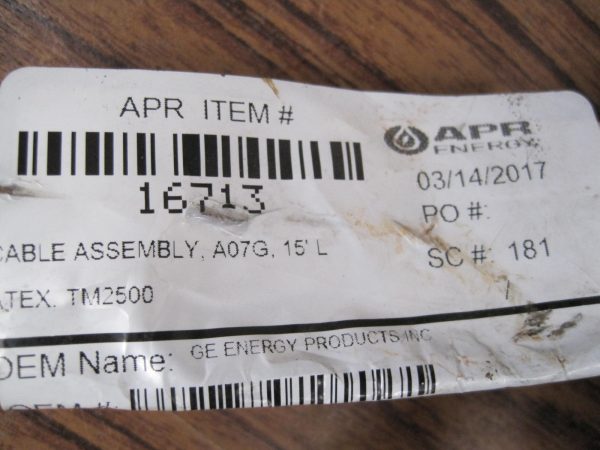 APR ITEM #
APR
ENERGY
16713
03/14/2017
PO #:
CABLE ASSEMBLY, A07G, 15' L
SC #: 181
ATEX. TM2500
/
OEM Name: GE ENERGY PRODUCTS INC
OEM #: